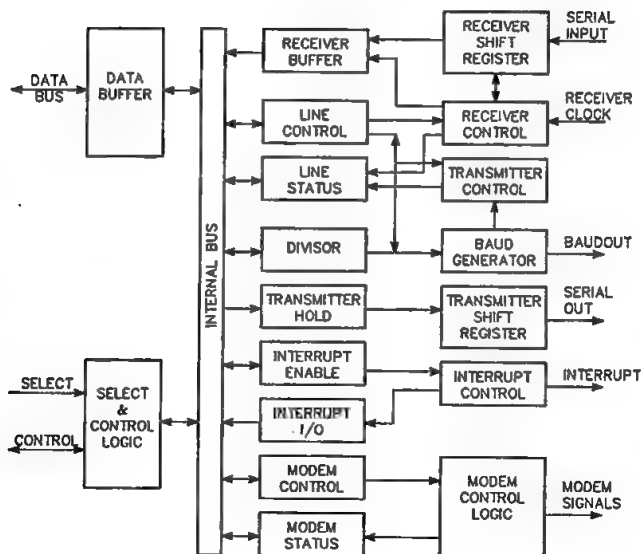 DATA
BUS
DATA
BUFFER
SELECT
CONTROL
SELECT
&
CONTROL
LOGIC
INTERNAL BUS
RECEIVER
BUFFER
LINE
CONTROL
LINE
STATUS
DIVISOR
TRANSMITTER
HOLD
INTERRUPT
ENABLE
INTERRUPT
I/O
MODEM
CONTROL
MODEM
STATUS
RECEIVER
SHIFT
REGISTER
RECEIVER
CONTROL
TRANSMITTER
CONTROL
BAUD
GENERATOR
TRANSMITTER
SHIFT
REGISTER
INTERRUPT
CONTROL
MODEM
CONTROL
LOGIC
SERIAL
INPUT
RECEIVER
CLOCK
BAUDOUT
SERIAL
OUT
INTERRUPT
MODEM
SIGNALS